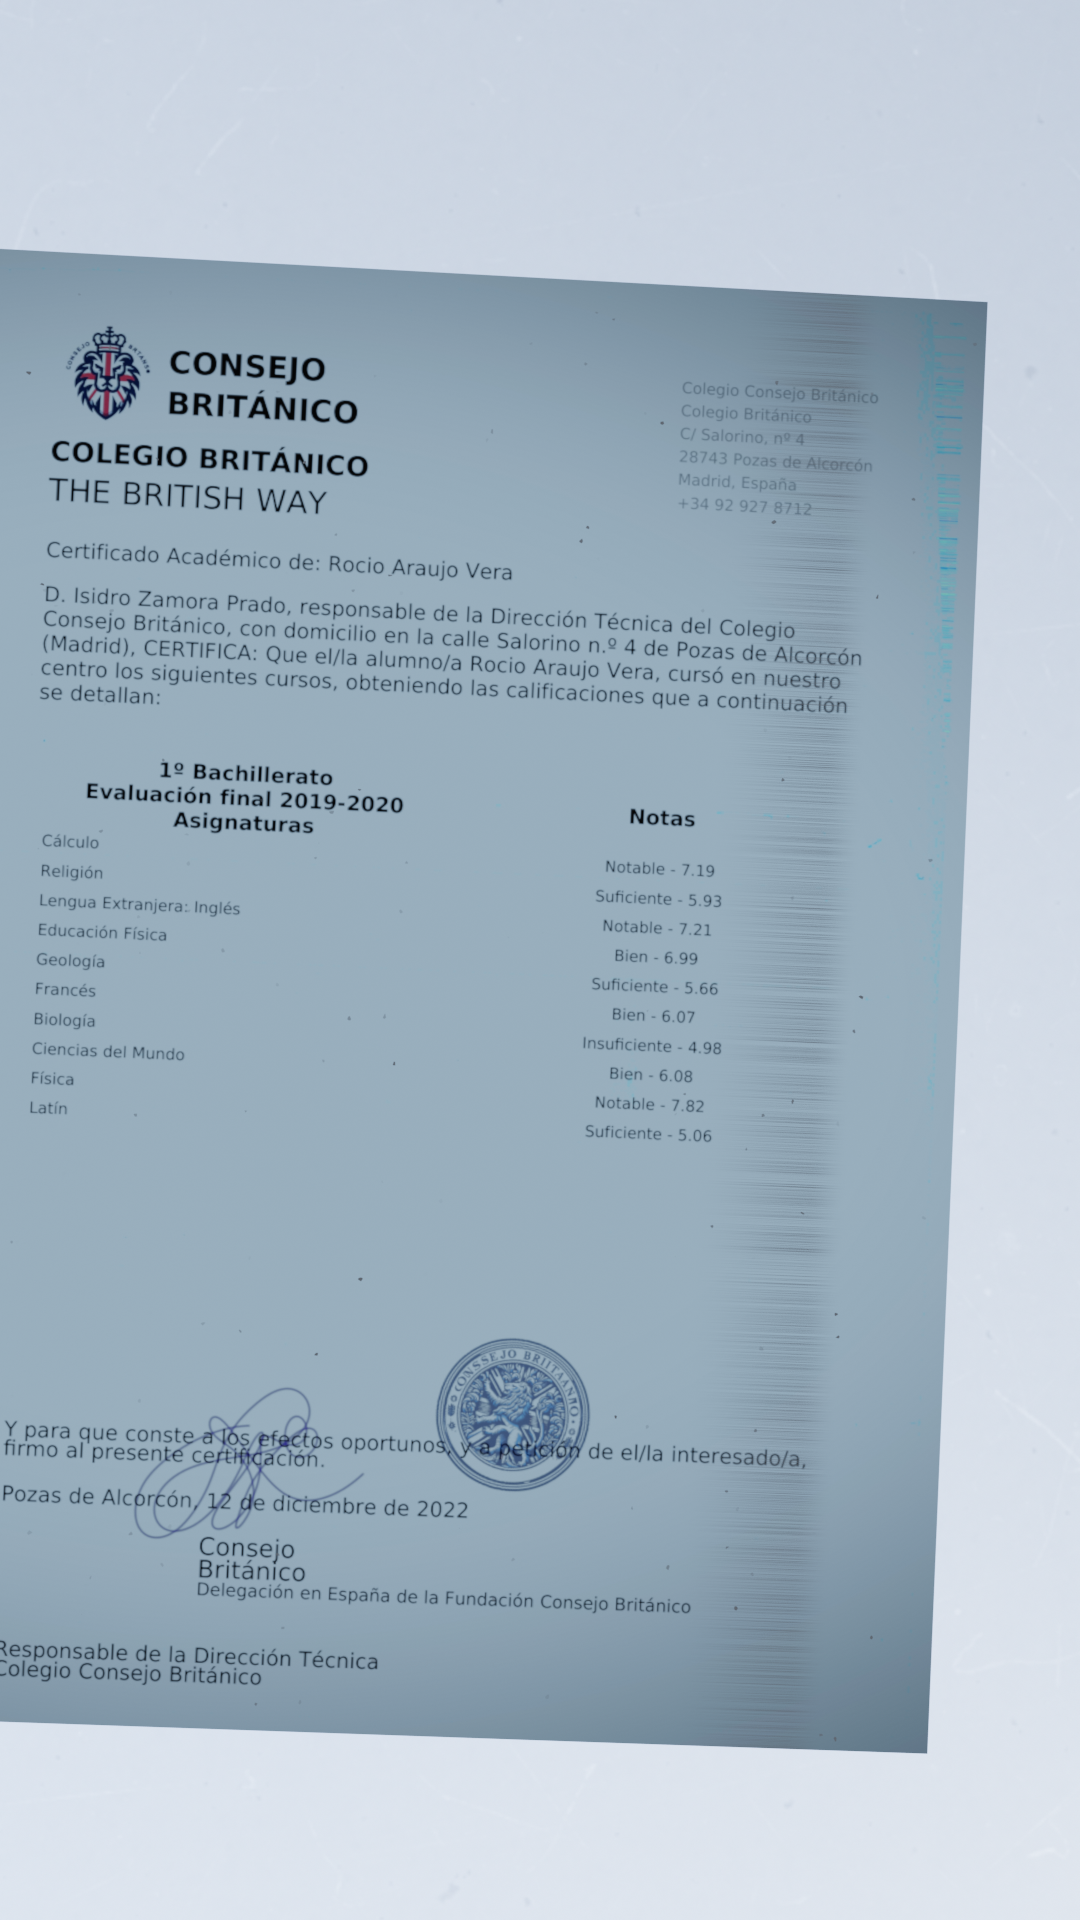 CONSEJO
BRITÁNICO
COLEGIO BRITÁNICO
THE BRITISH WAY
Colegio Consejo Británico
Colegio Británico
C/ Salorino, nº 4
28743 Pozas de Alcorcón
Madrid, España
+34 92 927 8712
Certificado Académico de: Rocio Araujo Vera
D. Isidro Zamora Prado, responsable de la Dirección Técnica del Colegio
Consejo Británico, con domicilio en la calle Salorino n.º 4 de Pozas de Alcorcón
(Madrid), CERTIFICA: Que el/la alumno/a Rocio Araujo Vera, cursó en nuestro
centro los siguientes cursos, obteniendo las calificaciones que a continuación
se detallan:
1º Bachillerato
Evaluación final 2019-2020
Asignaturas
Notas
Cálculo
Notable - 7.19
Religión
Suficiente - 5.93
Lengua Extranjera: Inglés
Notable - 7.21
Educación Física
Bien - 6.99
Geología
Suficiente - 5.66
Francés
Bien - 6.07
Biología
Insuficiente - 4.98
Ciencias del Mundo
Bien - 6.08
Física
Notable - 7.82
Latín
Suficiente - 5.06
Y para que conste a los efectos oportunos, y a petición de el/la interesado/a,
firmo al presente certificación.
Pozas de Alcorcón, 12 de diciembre de 2022
Consejo
Británico
Delegación en España de la Fundación Consejo Británico
Responsable de la Dirección Técnica
Colegio Consejo Británico